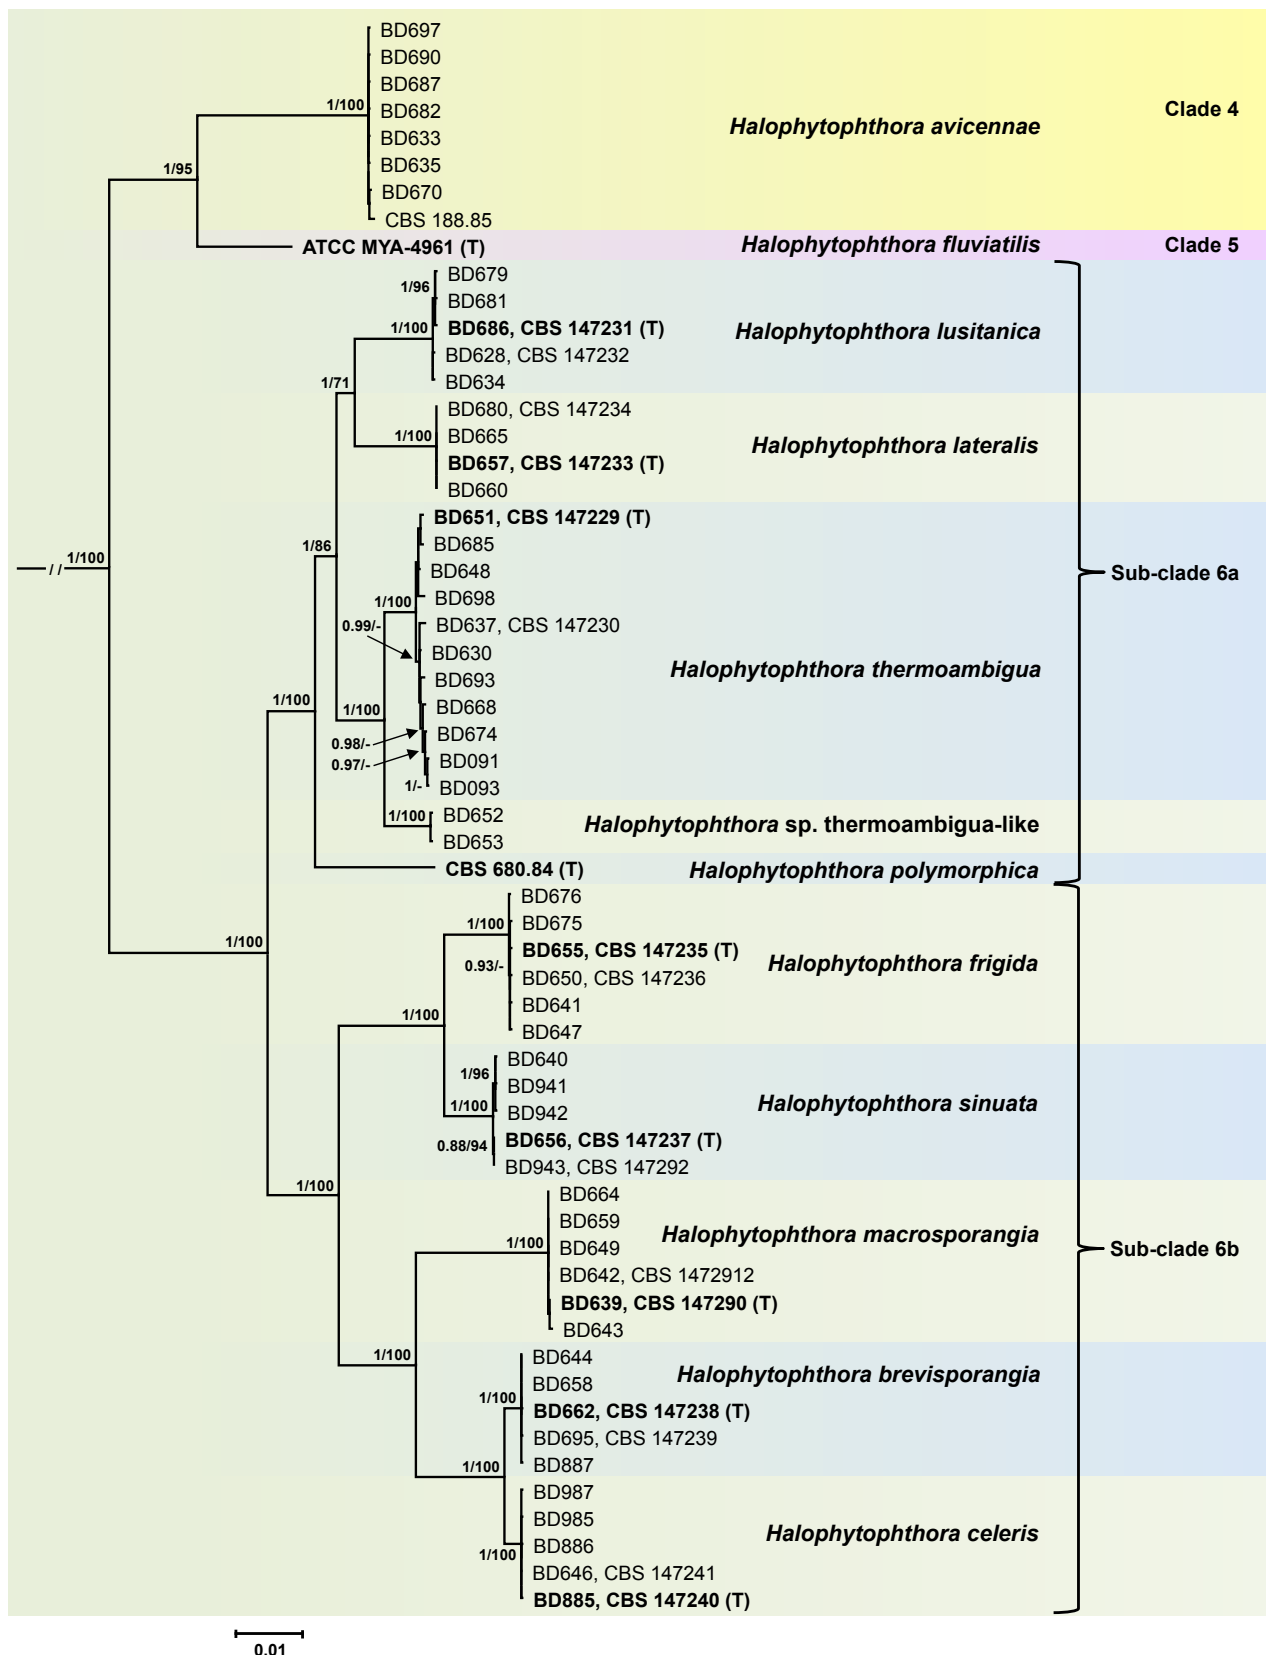 BD697
BD690
BD687
1/100
BD682
Clade 4
Halophytophthora avicennae
BD633
BD635
1/95
BD670
CBS 188.85
ATCC MYA-4961 (T)
Halophytophthora fluviatilis
Clade 5
BD679
1/96
BD681
1/100
BD686, CBS 147231 (T)
Halophytophthora lusitanica
BD628, CBS 147232
1/71
BD634
BD680, CBS 147234
1/100
BD665
Halophytophthora lateralis
BD657, CBS 147233 (T)
BD660
BD651, CBS 147229 (T)
1/86
BD685
/ /
1/100
BD648
Sub-clade 6a
1/100
BD698
0.99/-
BD637, CBS 147230
BD630
Halophytophthora thermoambigua
BD693
1/100
1/100
BD668
0.98/-
BD674
0.97/-
BD091
1/-
BD093
1/100
BD652
Halophytophthora sp. thermoambigua-like
BD653
CBS 680.84 (T)
Halophytophthora polymorphica
BD676
1/100
BD675
1/100
BD655, CBS 147235 (T)
Halophytophthora frigida
0.93/-
BD650, CBS 147236
BD641
1/100
BD647
BD640
1/96
BD941
1/100
BD942
Halophytophthora sinuata
0.88/94
BD656, CBS 147237 (T)
BD943, CBS 147292
1/100
BD664
BD659
Halophytophthora macrosporangia
1/100
BD649
Sub-clade 6b
BD642, CBS 1472912
BD639, CBS 147290 (T)
BD643
1/100
BD644
Halophytophthora brevisporangia
BD658
1/100
BD662, CBS 147238 (T)
BD695, CBS 147239
1/100
BD887
BD987
BD985
Halophytophthora celeris
BD886
1/100
BD646, CBS 147241
BD885, CBS 147240 (T)
0.01